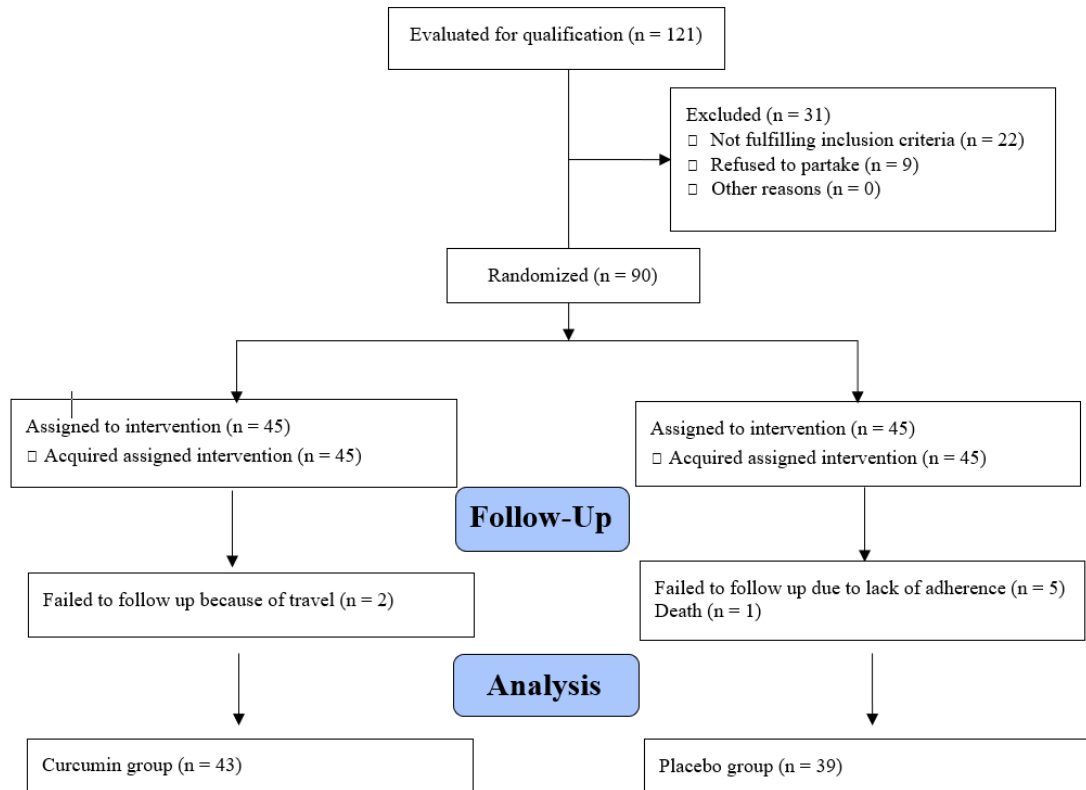 Evaluated for qualification (n = 121)
Excluded (n = 31)
□ Not fulfilling inclusion criteria (n = 22)
□ Refused to partake (n = 9)
□ Other reasons (n = 0)
Randomized (n = 90)
Assigned to intervention (n = 45)
□ Acquired assigned intervention (n = 45)
Assigned to intervention (n = 45)
□ Acquired assigned intervention (n = 45)
Follow-Up
Failed to follow up because of travel (n = 2)
Failed to follow up due to lack of adherence (n = 5)
Death (n = 1)
Analysis
Curcumin group (n = 43)
Placebo group (n = 39)